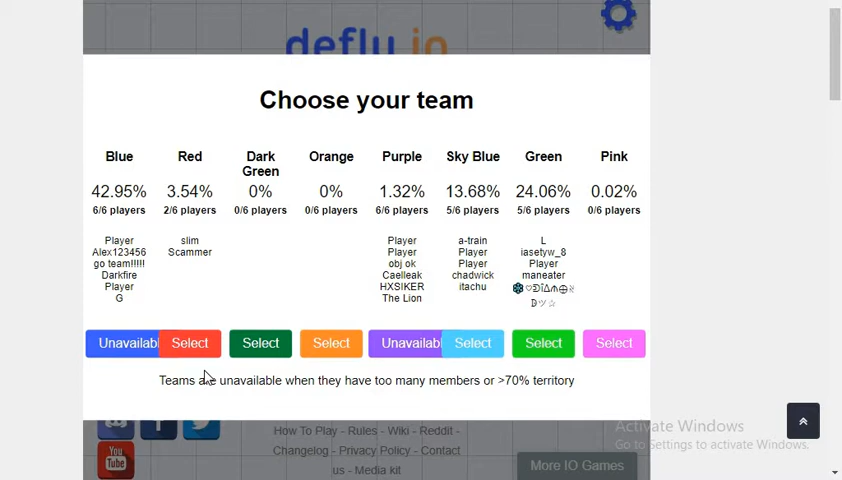 defly.io
Choose your team
Blue Red Dark Green Orange Purple Sky Blue Green Pink
42.95% 3.54% 0% 0% 1.32% 13.68% 24.06% 0.02%
6/6 players 2/6 players 0/6 players 0/6 players 6/6 players 5/6 players 5/6 players 0/6 players
Player slim Player a-train L
Alex123456 Scammer Player Player iasetyw_8
go team!!!!! obj ok Player Player
Darkfire Caelleak chadwick maneater
Player HXSIKER itachu
G The Lion
Unavailabl Select Select Select Unavailab Select Select Select
Teams are unavailable when they have too many members or >70% territory
How To Play - Rules - Wiki - Reddit -
Changelog - Privacy Policy - Contact
us - Media kit
You
Tube
More IO Games
Activate Windows
Go to Settings to activate Windows.